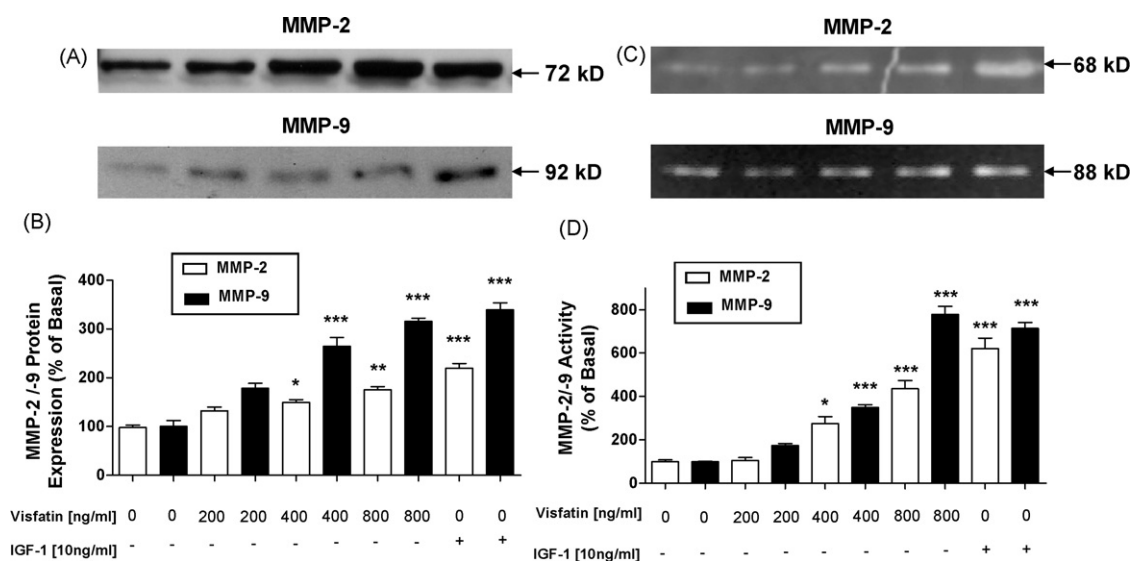 MMP-2
(A)
72 kD
MMP-9
92 kD
(B)
MMP-2 /-9 Protein
Expression (% of Basal)
400
300
200
100
0
MMP-2
MMP-9
* *** ** *** *** ***
Visfatin [ng/ml] 0 0 200 200 400 400 800 800 0 0
IGF-1 [10ng/ml] - - - - - - - - + +
MMP-2
(C)
68 kD
MMP-9
88 kD
(D)
MMP-2/-9 Activity
(% of Basal)
800
600
400
200
0
MMP-2
MMP-9
* *** *** *** *** ***
Visfatin [ng/ml] 0 0 200 200 400 400 800 800 0 0
IGF-1 [10ng/ml] - - - - - - - - + +